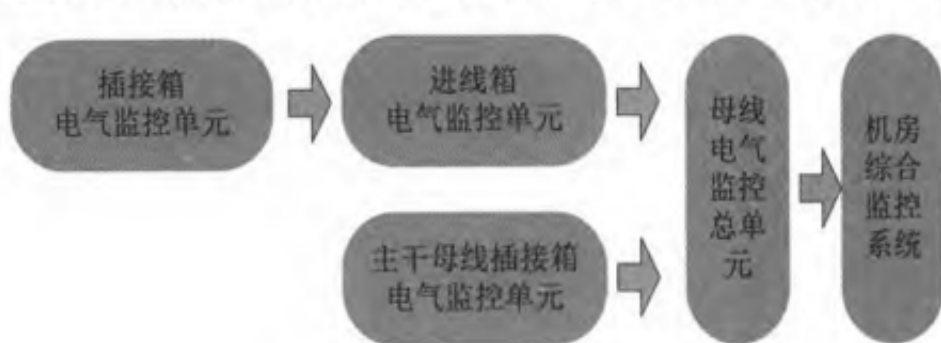 插接箱
电气监控单元
进线箱
电气监控单元
主干母线插接箱
电气监控单元
母线
电气
监控
总单
元
机房
综合
监控
系统